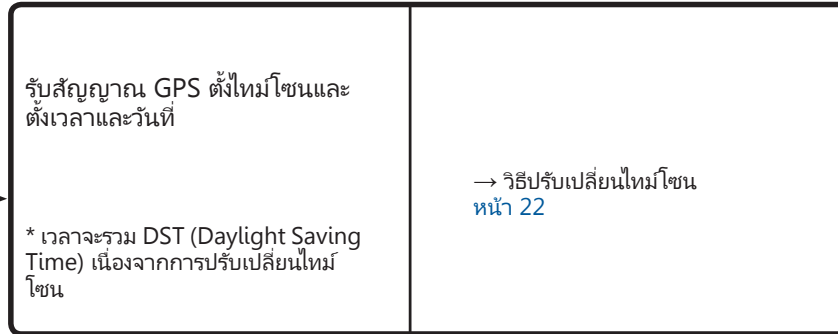 รับสัญญาณ GPS ตั้งไทม์โซนและ
ตั้งเวลาและวันที่
* เวลาจะรวม DST (Daylight Saving
Time) เนื่องจากการปรับเปลี่ยนไทม์
โซน
→ วิธีปรับเปลี่ยนไทม์โซน
หน้า 22